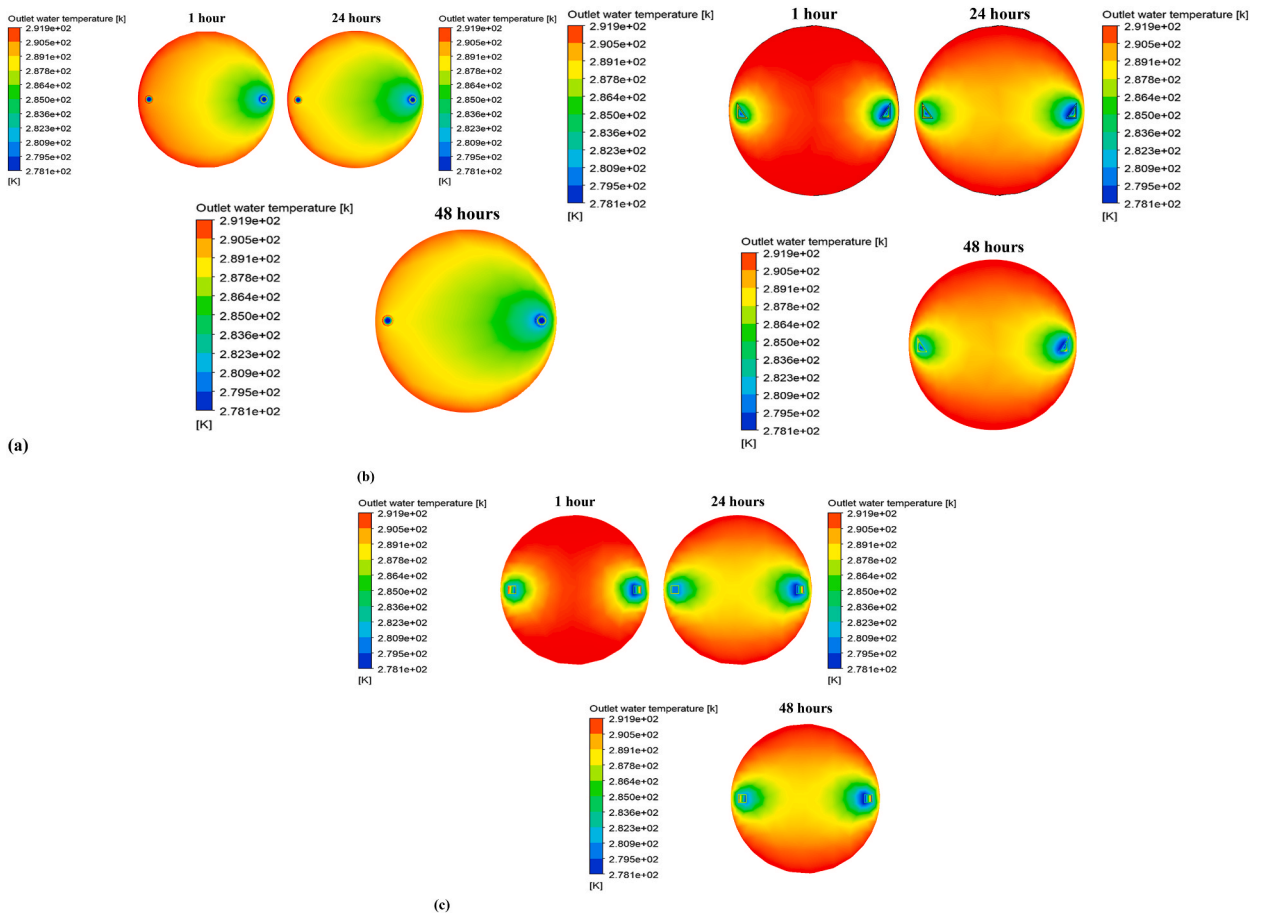 1 hour
24 hours
Outlet water temperature [k]
2.919e+02
2.905e+02
2.891e+02
2.878e+02
2.864e+02
2.850e+02
2.836e+02
2.823e+02
2.809e+02
2.795e+02
2.781e+02
[K]
Outlet water temperature [k]
2.919e+02
2.905e+02
2.891e+02
2.878e+02
2.864e+02
2.850e+02
2.836e+02
2.823e+02
2.809e+02
2.795e+02
2.781e+02
[K]
48 hours
Outlet water temperature [k]
2.919e+02
2.905e+02
2.891e+02
2.878e+02
2.864e+02
2.850e+02
2.836e+02
2.823e+02
2.809e+02
2.795e+02
2.781e+02
[K]
(a)
1 hour
24 hours
Outlet water temperature [k]
2.919e+02
2.905e+02
2.891e+02
2.878e+02
2.864e+02
2.850e+02
2.836e+02
2.823e+02
2.809e+02
2.795e+02
2.781e+02
[K]
Outlet water temperature [k]
2.919e+02
2.905e+02
2.891e+02
2.878e+02
2.864e+02
2.850e+02
2.836e+02
2.823e+02
2.809e+02
2.795e+02
2.781e+02
[K]
48 hours
Outlet water temperature [k]
2.919e+02
2.905e+02
2.891e+02
2.878e+02
2.864e+02
2.850e+02
2.836e+02
2.823e+02
2.809e+02
2.795e+02
2.781e+02
[K]
(b)
1 hour
24 hours
Outlet water temperature [k]
2.919e+02
2.905e+02
2.891e+02
2.878e+02
2.864e+02
2.850e+02
2.836e+02
2.823e+02
2.809e+02
2.795e+02
2.781e+02
[K]
Outlet water temperature [k]
2.919e+02
2.905e+02
2.891e+02
2.878e+02
2.864e+02
2.850e+02
2.836e+02
2.823e+02
2.809e+02
2.795e+02
2.781e+02
[K]
48 hours
Outlet water temperature [k]
2.919e+02
2.905e+02
2.891e+02
2.878e+02
2.864e+02
2.850e+02
2.836e+02
2.823e+02
2.809e+02
2.795e+02
2.781e+02
[K]
(c)